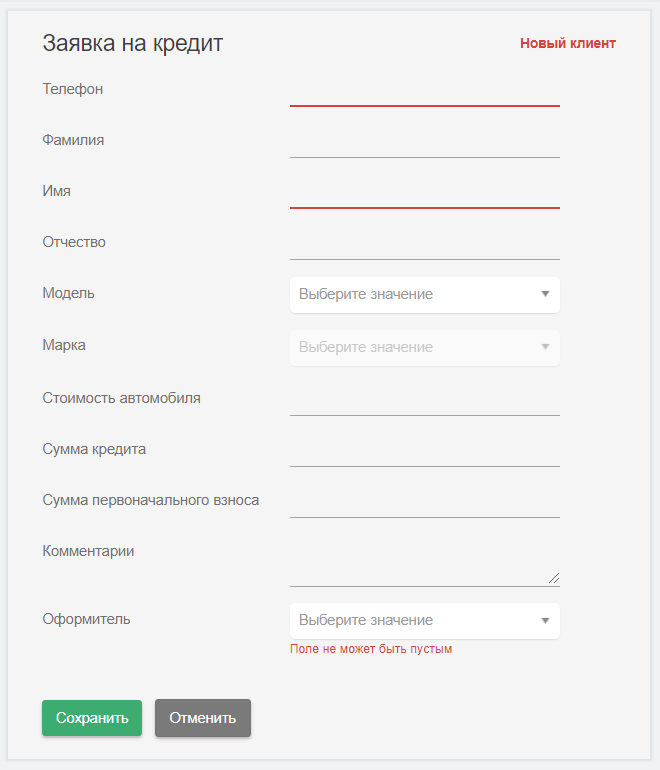 Заявка на кредит
Новый клиент
Телефон
Фамилия
Имя
Отчество
Модель
Выберите значение
Марка
Выберите значение
Стоимость автомобиля
Сумма кредита
Сумма первоначального взноса
Комментарии
Оформитель
Выберите значение
Поле не может быть пустым
Сохранить
Отменить